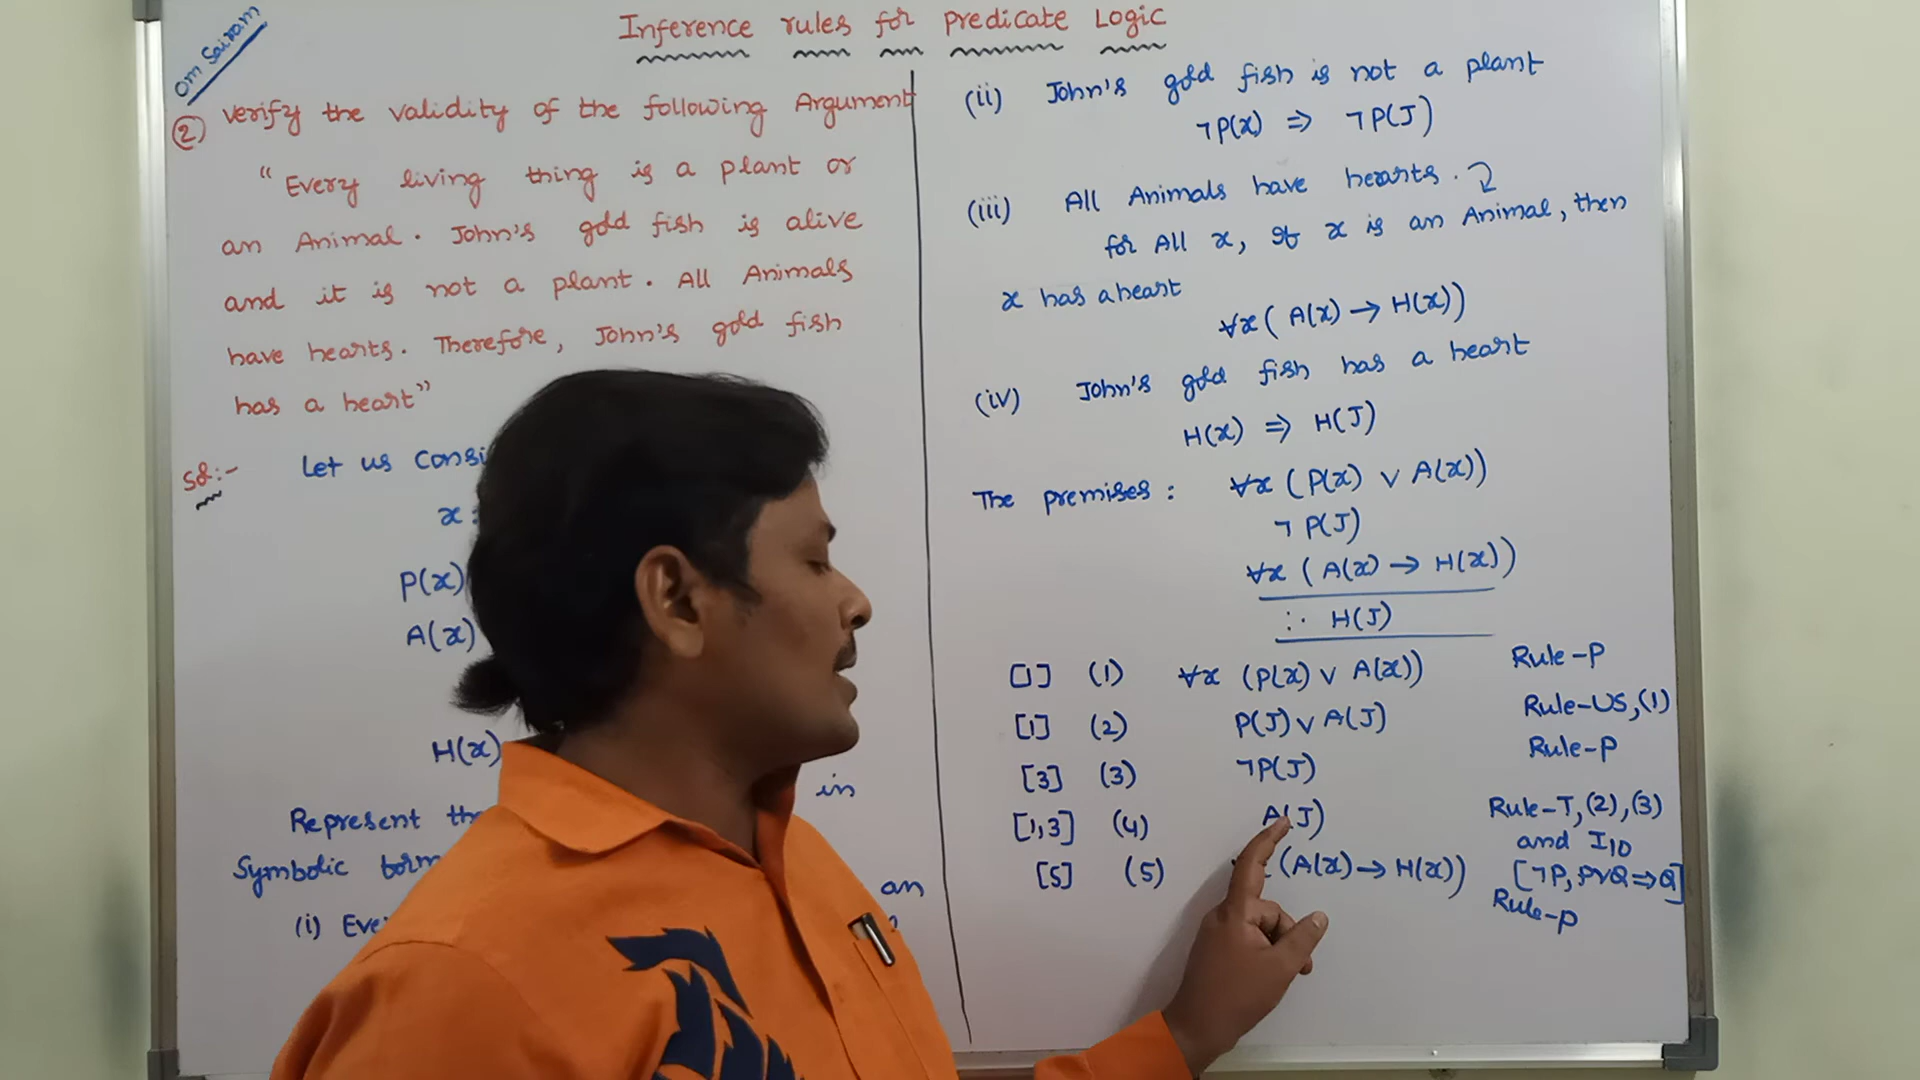 Om Sairam
Inference rules for predicate Logic
② Verify the validity of the following Argument
"Every living thing is a plant or
an Animal. John's gold fish is alive
and it is not a plant. All Animals
have hearts. Therefore, John's gold fish
has a heart"
Sol:- Let us
x :
P(x)
A(x)
H(x)
in
Represent
Symbolic form
an
(i)
(ii) John's gold fish is not a plant
¬P(x) ⇒ ¬P(J)
(iii) All Animals have hearts.
for All x, If x is an Animal, then
x has a heart
∀x ( A(x) → H(x))
(iv) John's gold fish has a heart
H(x) ⇒ H(J)
The premises : ∀x ( P(x) ∨ A(x))
¬ P(J)
∀x ( A(x) → H(x))
∴ H(J)
[1] (1) ∀x (P(x) ∨ A(x)) Rule-P
[1] (2) P(J) ∨ A(J) Rule-US,(1)
[3] (3) ¬P(J) Rule-P
[1,3] (4) A(J) Rule-T,(2),(3)
and I10
[¬P, P∨Q⇒Q]
[5] (5) (A(x) → H(x)) Rule-P